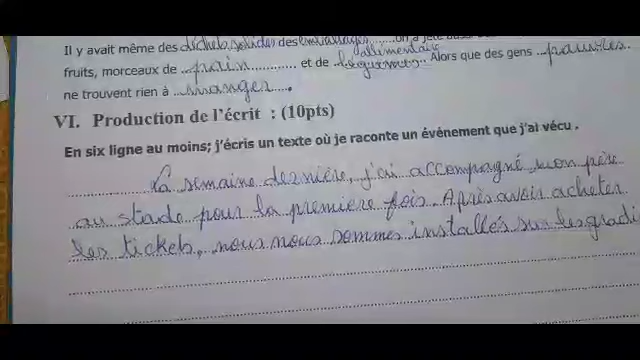 Il y avait même des déchets solides des emballages on a jeté aussi
allimentair
fruits, morceaux de pain et de légumes. Alors que des gens pauvres.
ne trouvent rien à manger.
VI. Production de l'écrit : (10pts)
En six ligne au moins; j'écris un texte où je raconte un événement que j'ai vécu .
La semaine dernière, j'ai accompagné mon père
au stade pour la première fois. Après avoir acheter
les tickets, nous nous sommes installés sur les gradi